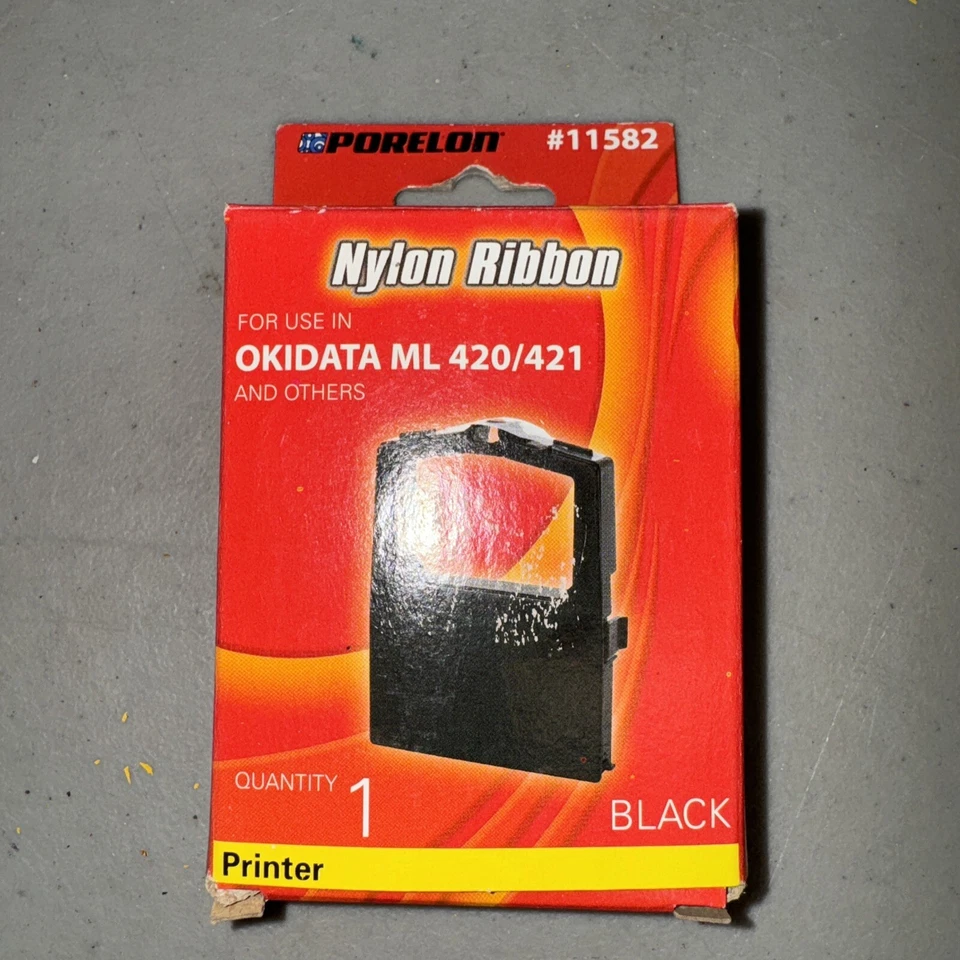 PORELON #11582
Nylon Ribbon
FOR USE IN
OKIDATA ML 420/421
AND OTHERS
QUANTITY 1
BLACK
Printer